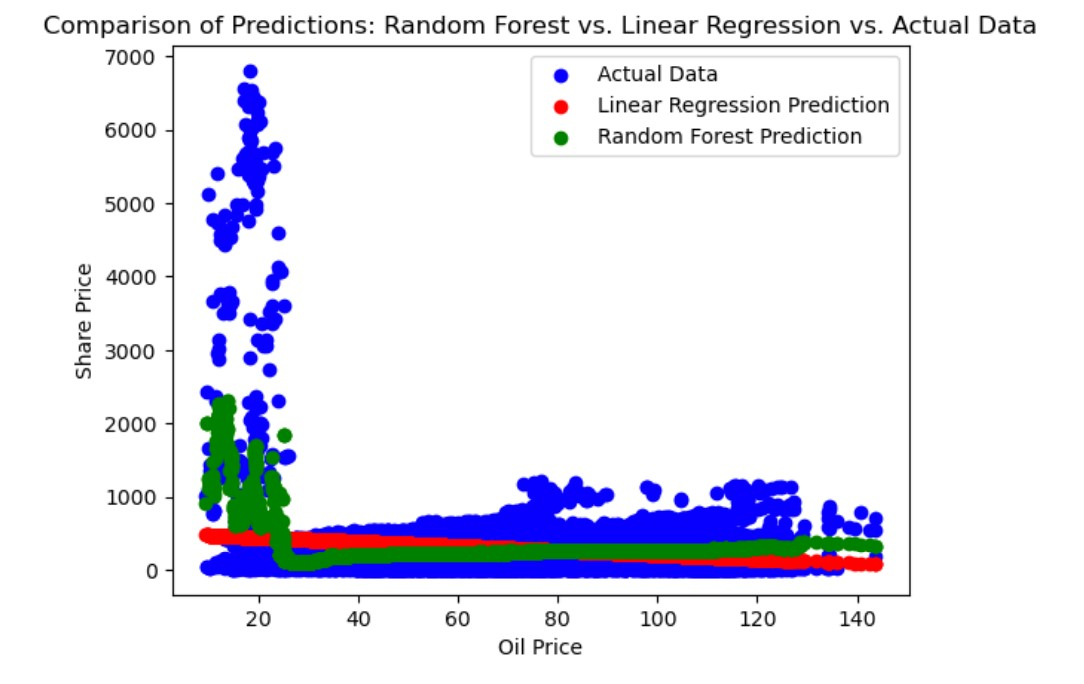 Comparison of Predictions: Random Forest vs. Linear Regression vs. Actual Data
7000
6000
5000
4000
3000
2000
1000
0
Share Price
Actual Data
Linear Regression Prediction
Random Forest Prediction
20 40 60 80 100 120 140
Oil Price